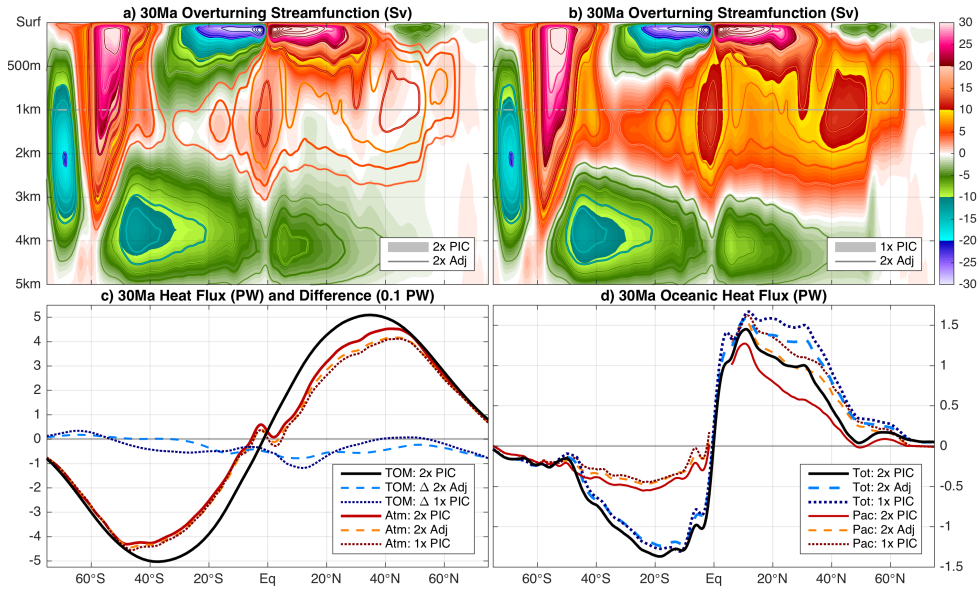 a) 30Ma Overturning Streamfunction (Sv)
b) 30Ma Overturning Streamfunction (Sv)
Surf
500m
1km
2km
3km
4km
5km
2x PIC
2x Adj
1x PIC
2x Adj
30
25
20
15
10
5
0
-5
-10
-15
-20
-25
-30
c) 30Ma Heat Flux (PW) and Difference (0.1 PW)
5
4
3
2
1
0
-1
-2
-3
-4
-5
TOM: 2x PIC
TOM: Δ 2x Adj
TOM: Δ 1x PIC
Atm: 2x PIC
Atm: 2x Adj
Atm: 1x PIC
60°S
40°S
20°S
Eq
20°N
40°N
60°N
d) 30Ma Oceanic Heat Flux (PW)
1.5
1
0.5
0
-0.5
-1
-1.5
Tot: 2x PIC
Tot: 2x Adj
Tot: 1x PIC
Pac: 2x PIC
Pac: 2x Adj
Pac: 1x PIC
60°S
40°S
20°S
Eq
20°N
40°N
60°N